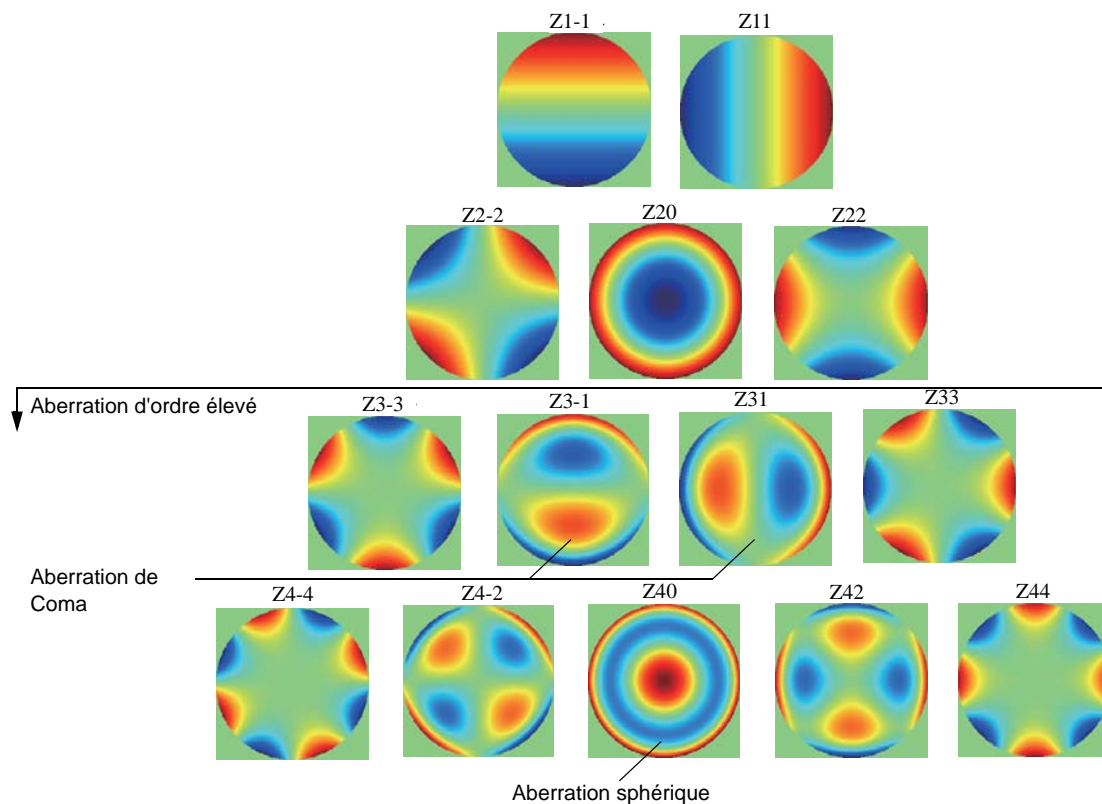 Z1-1
Z11
Z2-2
Z20
Z22
Aberration d'ordre élevé
Z3-3
Z3-1
Z31
Z33
Aberration de
Coma
Z4-4
Z4-2
Z40
Z42
Z44
Aberration sphérique